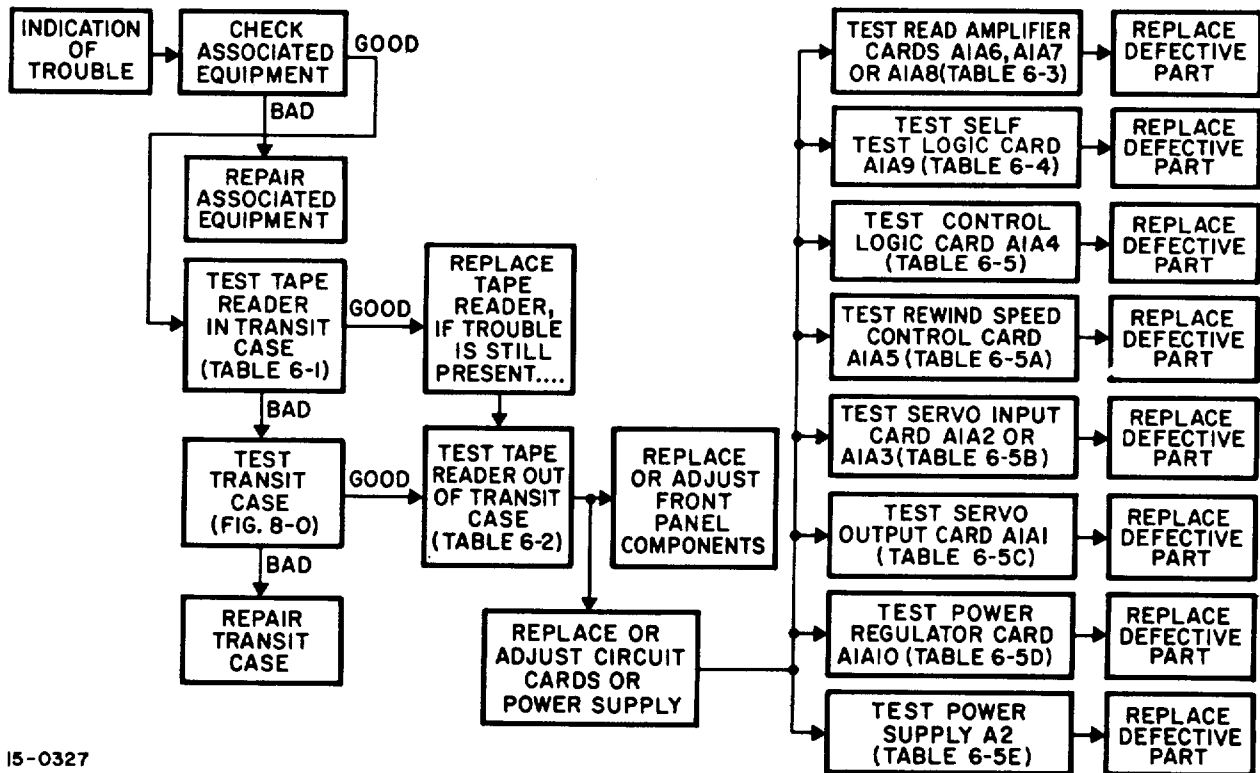 INDICATION
OF
TROUBLE
CHECK
ASSOCIATED
EQUIPMENT
GOOD
BAD
REPAIR
ASSOCIATED
EQUIPMENT
TEST TAPE
READER
IN TRANSIT
CASE
(TABLE 6-1)
GOOD
REPLACE
TAPE
READER,
IF TROUBLE
IS STILL
PRESENT....
BAD
TEST
TRANSIT
CASE
(FIG. 8-0)
GOOD
TEST TAPE
READER OUT
OF TRANSIT
CASE
(TABLE 6-2)
REPLACE
OR ADJUST
FRONT
PANEL
COMPONENTS
BAD
REPAIR
TRANSIT
CASE
REPLACE OR
ADJUST CIRCUIT
CARDS OR
POWER SUPPLY
TEST READ AMPLIFIER
CARDS A1A6, A1A7
OR A1A8 (TABLE 6-3)
REPLACE
DEFECTIVE
PART
TEST SELF
TEST LOGIC CARD
A1A9 (TABLE 6-4)
REPLACE
DEFECTIVE
PART
TEST CONTROL
LOGIC CARD A1A4
(TABLE 6-5)
REPLACE
DEFECTIVE
PART
TEST REWIND SPEED
CONTROL CARD
A1A5 (TABLE 6-5A)
REPLACE
DEFECTIVE
PART
TEST SERVO INPUT
CARD A1A2 OR
A1A3 (TABLE 6-5B)
REPLACE
DEFECTIVE
PART
TEST SERVO
OUTPUT CARD A1A1
(TABLE 6-5C)
REPLACE
DEFECTIVE
PART
TEST POWER
REGULATOR CARD
A1A10 (TABLE 6-5D)
REPLACE
DEFECTIVE
PART
TEST POWER
SUPPLY A2
(TABLE 6-5E)
REPLACE
DEFECTIVE
PART
15-0327